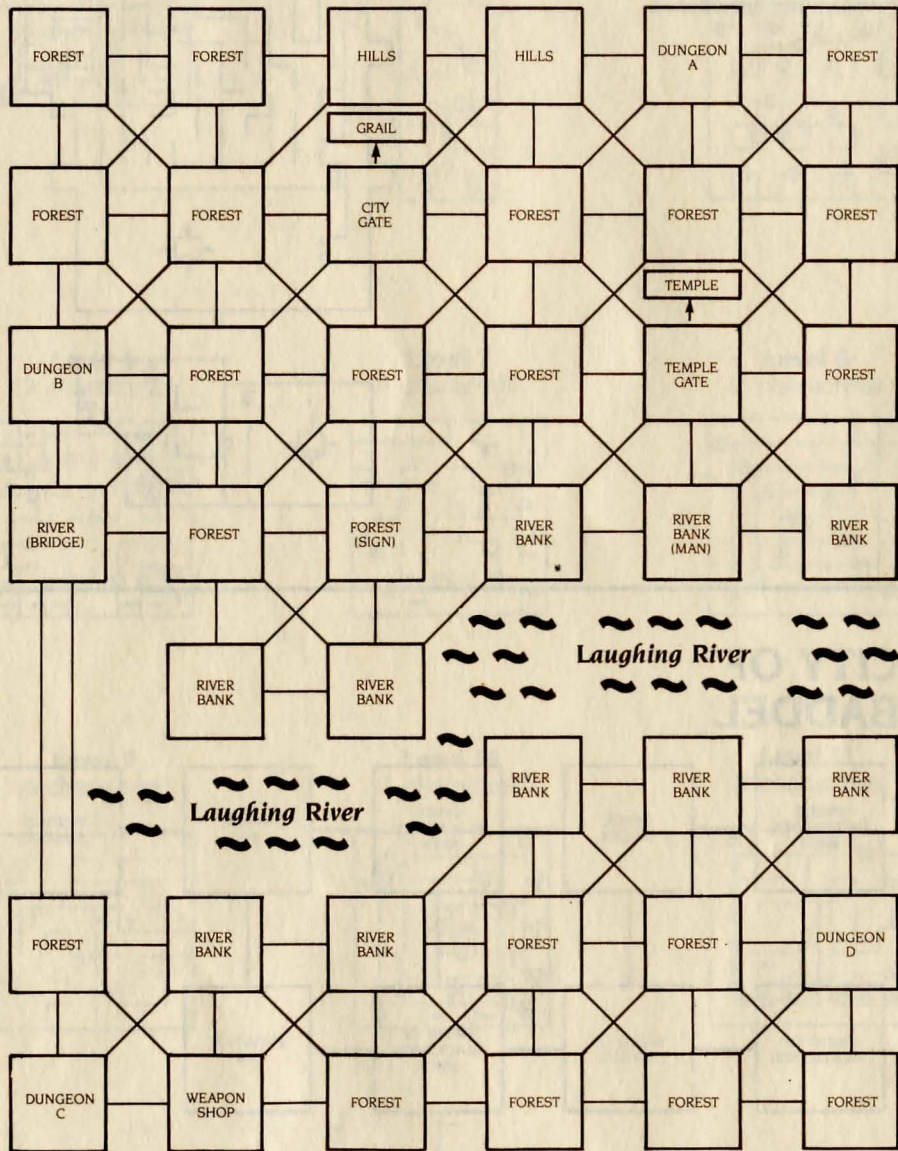 FOREST
FOREST
HILLS
HILLS
DUNGEON
A
FOREST
GRAIL
FOREST
FOREST
CITY
GATE
FOREST
FOREST
FOREST
TEMPLE
DUNGEON
B
FOREST
FOREST
FOREST
TEMPLE
GATE
FOREST
RIVER
(BRIDGE)
FOREST
FOREST
(SIGN)
RIVER
BANK
RIVER
BANK
(MAN)
RIVER
BANK
Laughing River
RIVER
BANK
RIVER
BANK
RIVER
BANK
RIVER
BANK
RIVER
BANK
Laughing River
FOREST
RIVER
BANK
RIVER
BANK
FOREST
FOREST
DUNGEON
D
DUNGEON
C
WEAPON
SHOP
FOREST
FOREST
FOREST
FOREST